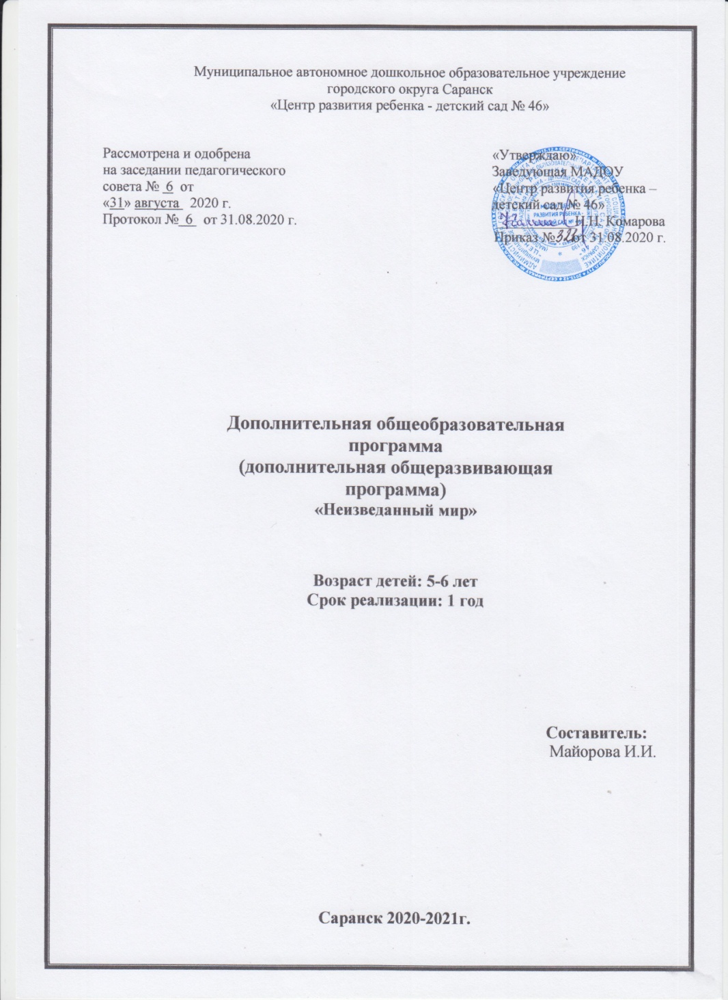 Муниципальное автономное дошкольное образовательное учреждение
городского округа Саранск
«Центр развития ребенка - детский сад № 46»
Рассмотрена и одобрена
на заседании педагогического
совета № 6 от
«31» августа 2020 г.
Протокол № 6 от 31.08.2020 г.
«Утверждаю»
Заведующая МАДОУ
«Центр развития ребенка –
детский сад № 46»
Н.Н. Комарова
Приказ № от 31.08.2020 г.
РАЗВИТИЯ РЕБЕНКА -
Дополнительная общеобразовательная
программа
(дополнительная общеразвивающая
программа)
«Неизведанный мир»
Возраст детей: 5-6 лет
Срок реализации: 1 год
Составитель:
Майорова И.И.
Саранск 2020-2021г.